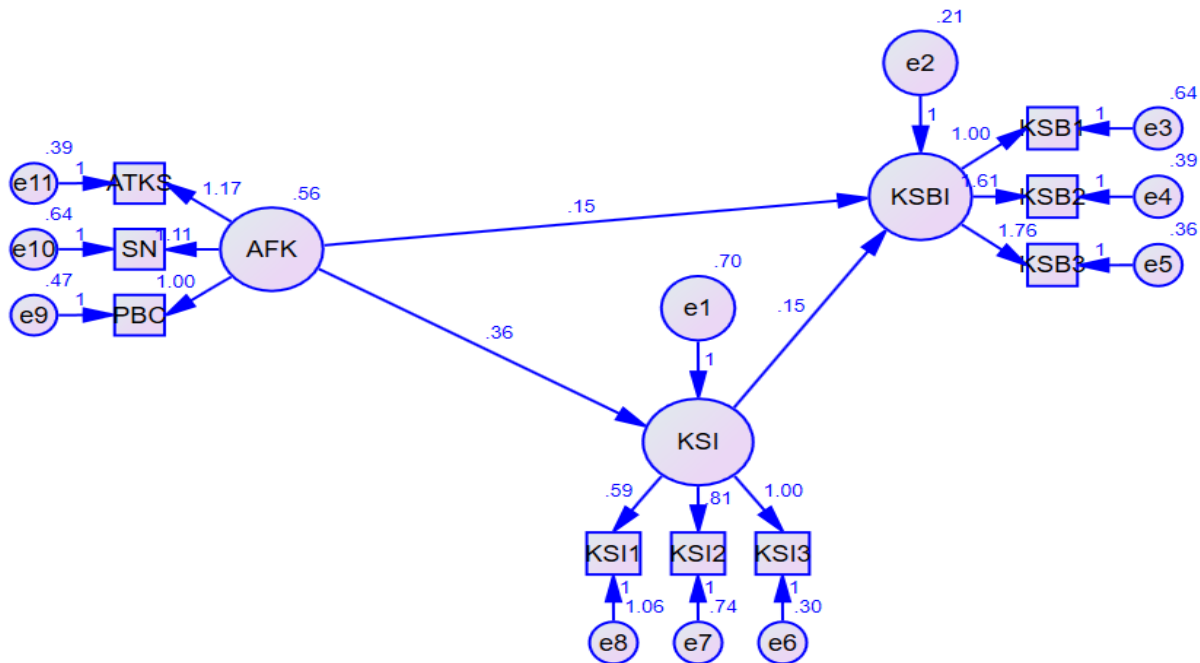 .21
e2
1
.64
KSB1
1
e3
1.00
.39
KSBI
1.61
KSB2
1
e4
1.76
.36
KSB3
1
e5
.39
e11
1
ATKS
1.17
.64
e10
1
SN
1.11
.56
AFK
.47
e9
1
PBC
1.00
.15
.36
.70
e1
1
.15
KSI
.59
.81
1.00
KSI1
KSI2
KSI3
1
1
1
1.06
.74
.30
e8
e7
e6